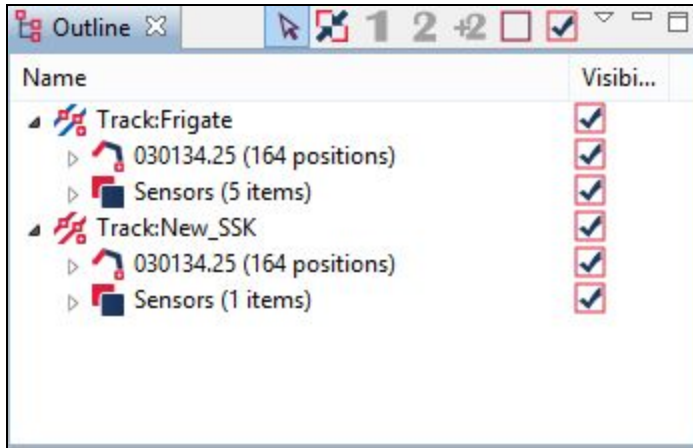 Outline 1 2 +2
Name Visibi...
Track:Frigate
030134.25 (164 positions)
Sensors (5 items)
Track:New_SSK
030134.25 (164 positions)
Sensors (1 items)